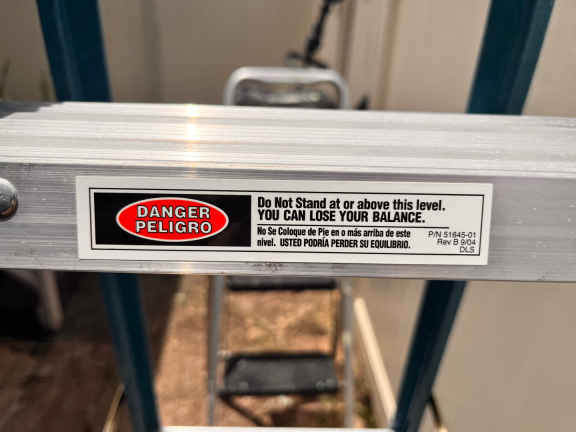 DANGER
PELIGRO
Do Not Stand at or above this level.
YOU CAN LOSE YOUR BALANCE.
No Se Coloque de Pie en o más arriba de este
nivel. USTED PODRÍA PERDER SU EQUILIBRIO.
P/N 51645-01
Rev B 9/04
DLS